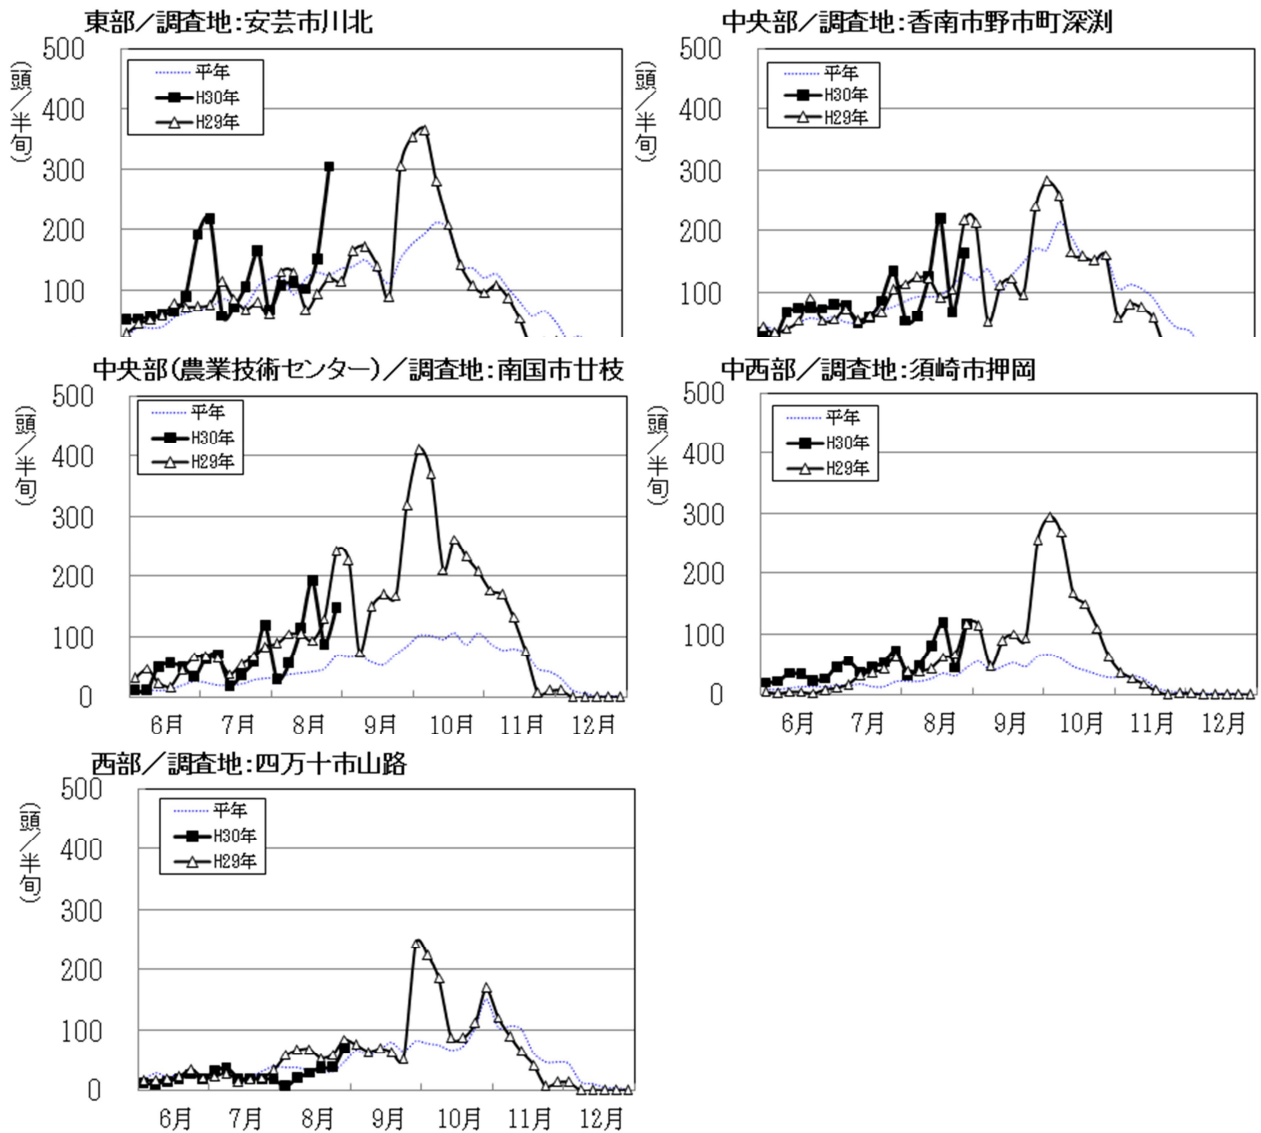 東部／調査地：安芸市川北
（頭／半旬）
500
400
300
200
100
平年
H30年
H29年
中央部／調査地：香南市野市町深渕
（頭／半旬）
500
400
300
200
100
平年
H30年
H29年
中央部（農業技術センター）／調査地：南国市廿枝
（頭／半旬）
500
400
300
200
100
0
平年
H30年
H29年
6月 7月 8月 9月 10月 11月 12月
中西部／調査地：須崎市押岡
（頭／半旬）
500
400
300
200
100
0
平年
H30年
H29年
6月 7月 8月 9月 10月 11月 12月
西部／調査地：四万十市山路
（頭／半旬）
500
400
300
200
100
0
平年
H30年
H29年
6月 7月 8月 9月 10月 11月 12月